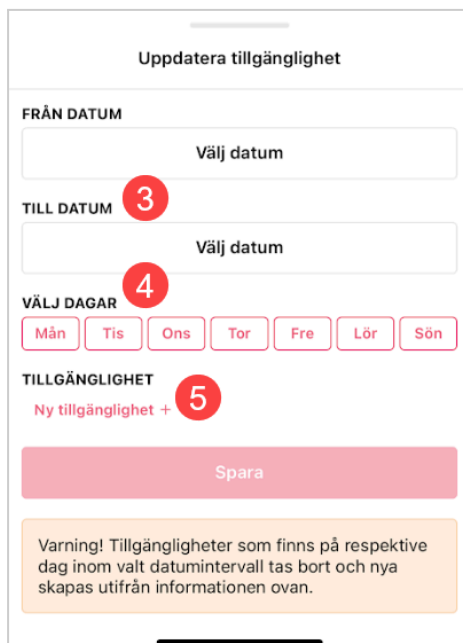 Uppdatera tillgänglighet
FRÅN DATUM
Välj datum
3
TILL DATUM
Välj datum
4
VÄLJ DAGAR
Mån Tis Ons Tor Fre Lör Sön
TILLGÄNGLIGHET
Ny tillgänglighet + 5
Spara
Varning! Tillgängligheter som finns på respektive
dag inom valt datumintervall tas bort och nya
skapas utifrån informationen ovan.